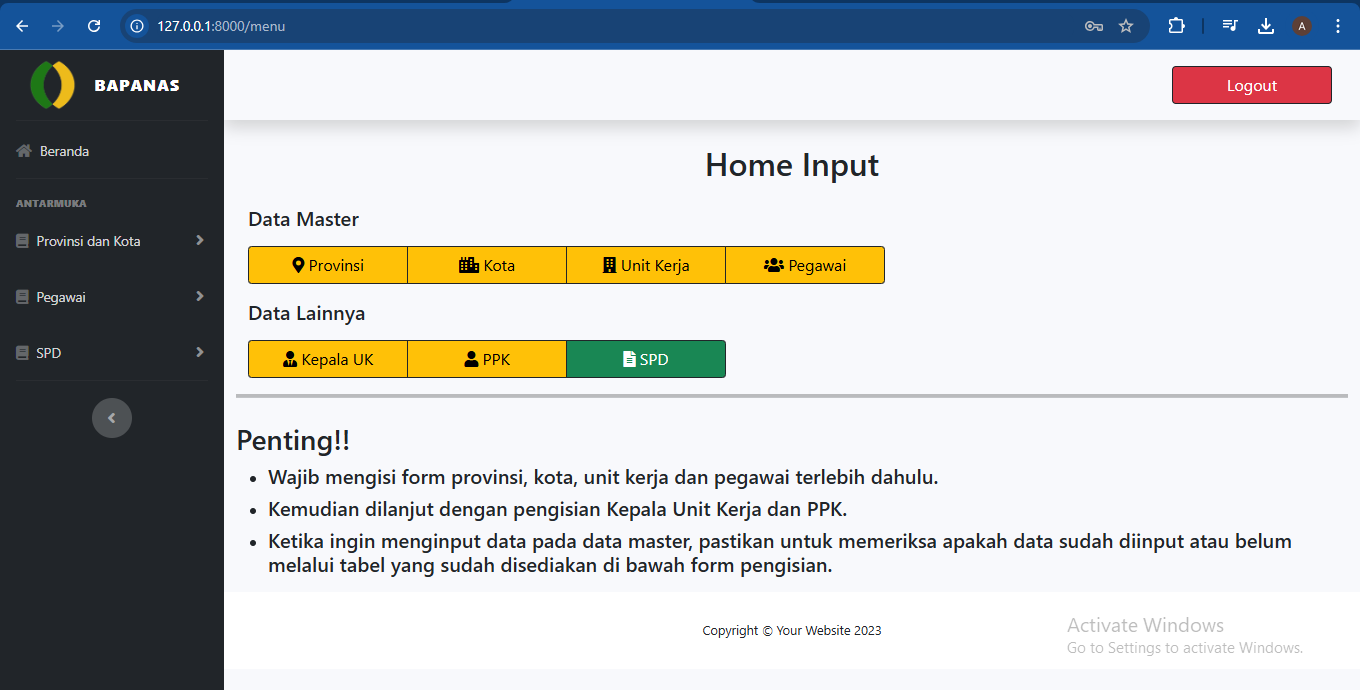 127.0.0.1:8000/menu
A
BAPANAS
Logout
Beranda
ANTARMUKA
Provinsi dan Kota
Pegawai
SPD
Home Input
Data Master
Provinsi Kota Unit Kerja Pegawai
Data Lainnya
Kepala UK PPK SPD
Penting!!
• Wajib mengisi form provinsi, kota, unit kerja dan pegawai terlebih dahulu.
• Kemudian dilanjut dengan pengisian Kepala Unit Kerja dan PPK.
• Ketika ingin menginput data pada data master, pastikan untuk memeriksa apakah data sudah diinput atau belum
melalui tabel yang sudah disediakan di bawah form pengisian.
Copyright © Your Website 2023
Activate Windows
Go to Settings to activate Windows.